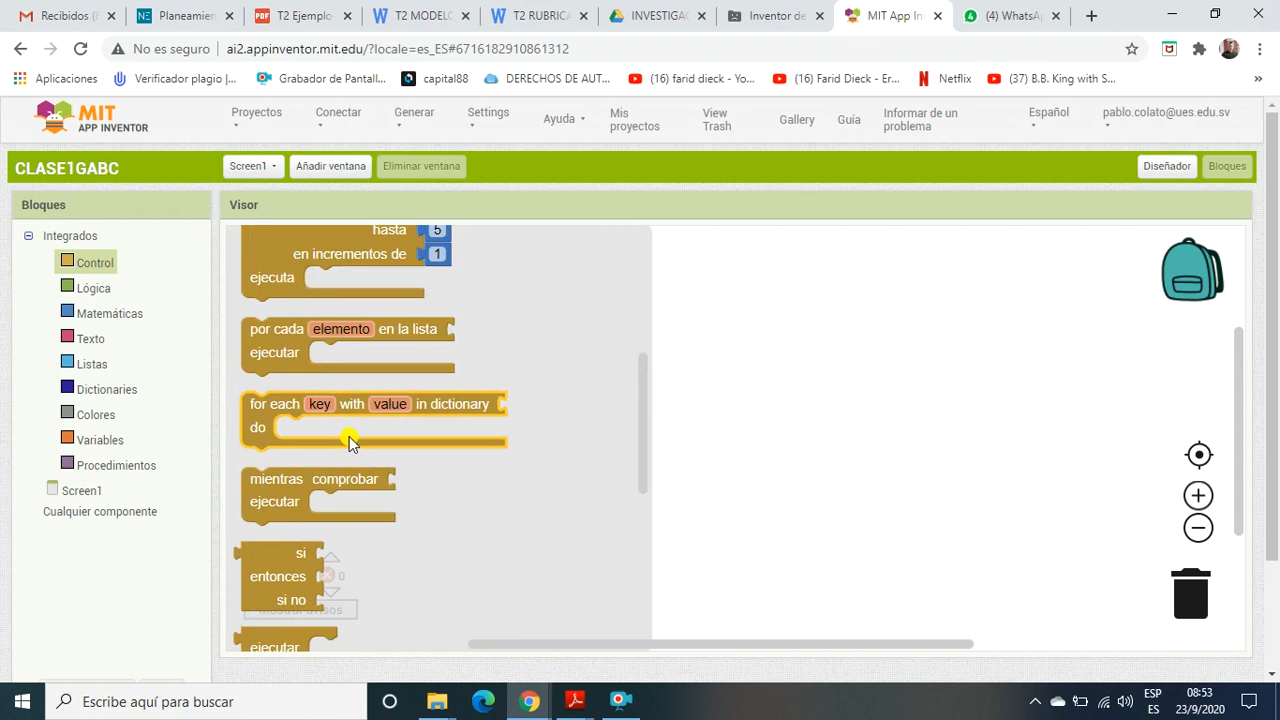 Recibidos (8
Planeamien
T2 Ejemplo-
T2 MODELO
T2 RUBRICA
INVESTIGAC
Inventor de
MIT App In
(4) WhatsAp
No es seguro
ai2.appinventor.mit.edu/?locale=es_ES#6716182910861312
Aplicaciones
Verificador plagio |...
Grabador de Pantall...
capital88
DERECHOS DE AUT...
(16) farid dieck - Yo...
(16) Farid Dieck - Er...
Netflix
(37) B.B. King with S...
»
MIT
APP INVENTOR
Proyectos
Conectar
Generar
Settings
Ayuda
Mis proyectos
View Trash
Gallery
Guía
Informar de un problema
Español
pablo.colato@ues.edu.sv
CLASE1GABC
Screen1
Añadir ventana
Eliminar ventana
Diseñador
Bloques
Bloques
Visor
Integrados
Control
Lógica
Matemáticas
Texto
Listas
Dictionaries
Colores
Variables
Procedimientos
Screen1
Cualquier componente
hasta 5
en incrementos de 1
ejecuta
por cada elemento en la lista
ejecutar
for each key with value in dictionary
do
mientras comprobar
ejecutar
si
entonces
si no
0
Mostrar avisos
ejecutar
Escribe aquí para buscar
ESP
ES
08:53
23/9/2020